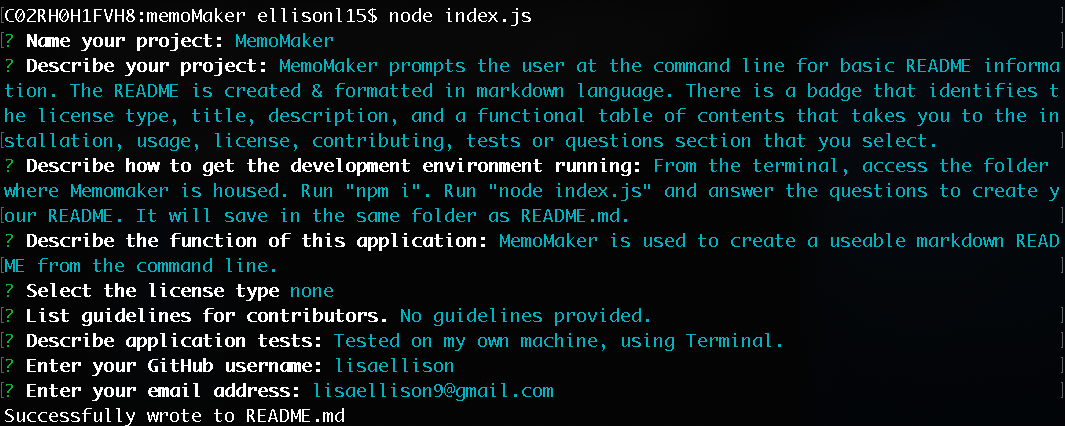 [C02RH0H1FVH8:memoMaker ellisonl15$ node index.js ]
[? Name your project: MemoMaker ]
? Describe your project: MemoMaker prompts the user at the command line for basic README informa
tion. The README is created & formatted in markdown language. There is a badge that identifies t
he license type, title, description, and a functional table of contents that takes you to the in
[stallation, usage, license, contributing, tests or questions section that you select. ]
? Describe how to get the development environment running: From the terminal, access the folder
where Memomaker is housed. Run "npm i". Run "node index.js" and answer the questions to create y
[our README. It will save in the same folder as README.md. ]
? Describe the function of this application: MemoMaker is used to create a useable markdown READ
[ME from the command line. ]
? Select the license type none
[? List guidelines for contributors. No guidelines provided. ]
[? Describe application tests: Tested on my own machine, using Terminal. ]
[? Enter your GitHub username: lisaellison ]
[? Enter your email address: lisaellison9@gmail.com ]
Successfully wrote to README.md